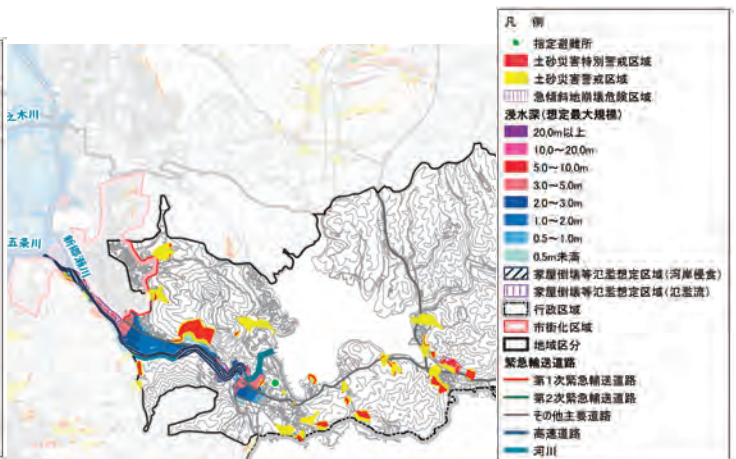 之木川
五条川
新郷瀬川
凡 例
指定避難所
土砂災害特別警戒区域
土砂災害警戒区域
急傾斜地崩壊危険区域
浸水深(想定最大規模)
20.0m以上
10.0～20.0m
5.0～10.0m
3.0～5.0m
2.0～3.0m
1.0～2.0m
0.5～1.0m
0.5m未満
家屋倒壊等氾濫想定区域(河岸侵食)
家屋倒壊等氾濫想定区域(氾濫流)
行政区域
市街化区域
地域区分
緊急輸送道路
第1次緊急輸送道路
第2次緊急輸送道路
その他主要道路
高速道路
河川